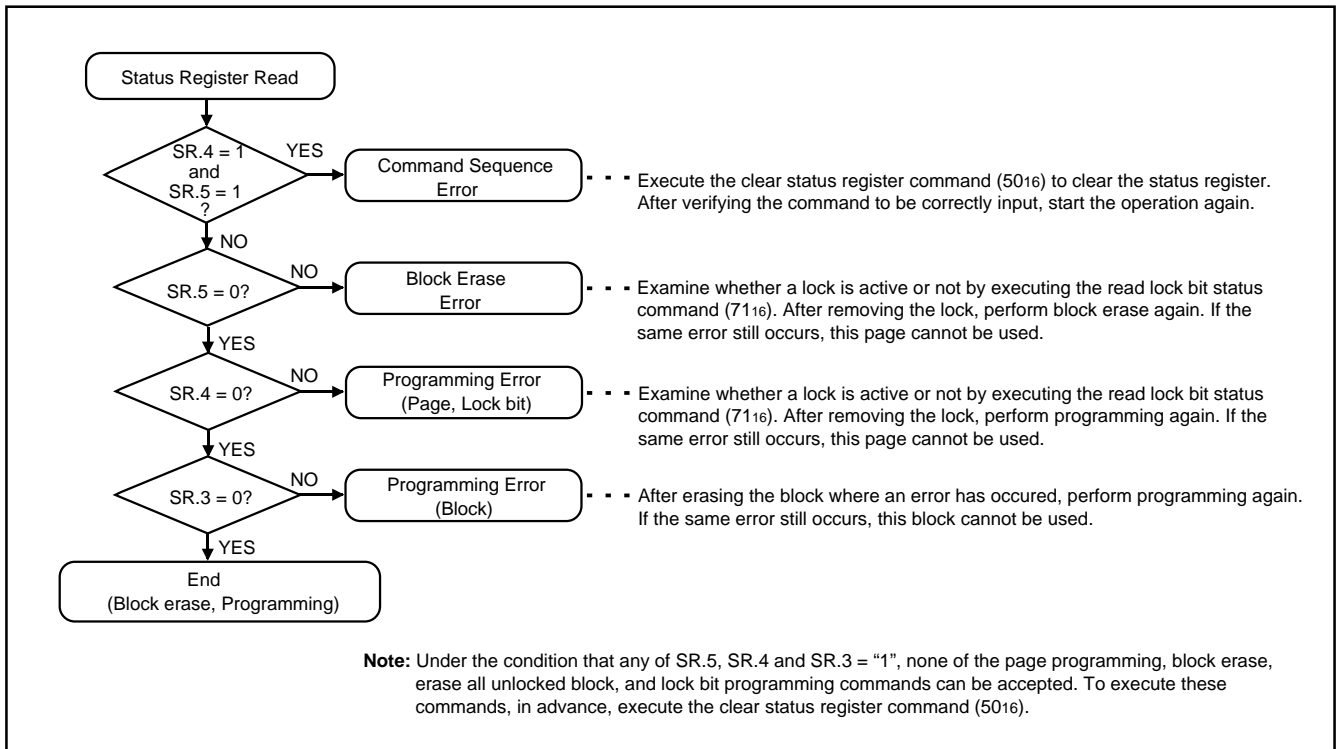 Status Register Read
SR.4 = 1
and
SR.5 = 1
?
YES
Command Sequence
Error
Execute the clear status register command (5016) to clear the status register.
After verifying the command to be correctly input, start the operation again.
NO
SR.5 = 0?
NO
Block Erase
Error
Examine whether a lock is active or not by executing the read lock bit status
command (7116). After removing the lock, perform block erase again. If the
same error still occurs, this page cannot be used.
YES
SR.4 = 0?
NO
Programming Error
(Page, Lock bit)
Examine whether a lock is active or not by executing the read lock bit status
command (7116). After removing the lock, perform programming again. If the
same error still occurs, this page cannot be used.
YES
SR.3 = 0?
NO
Programming Error
(Block)
After erasing the block where an error has occured, perform programming again.
If the same error still occurs, this block cannot be used.
YES
End
(Block erase, Programming)
Note: Under the condition that any of SR.5, SR.4 and SR.3 = “1”, none of the page programming, block erase,
erase all unlocked block, and lock bit programming commands can be accepted. To execute these
commands, in advance, execute the clear status register command (5016).